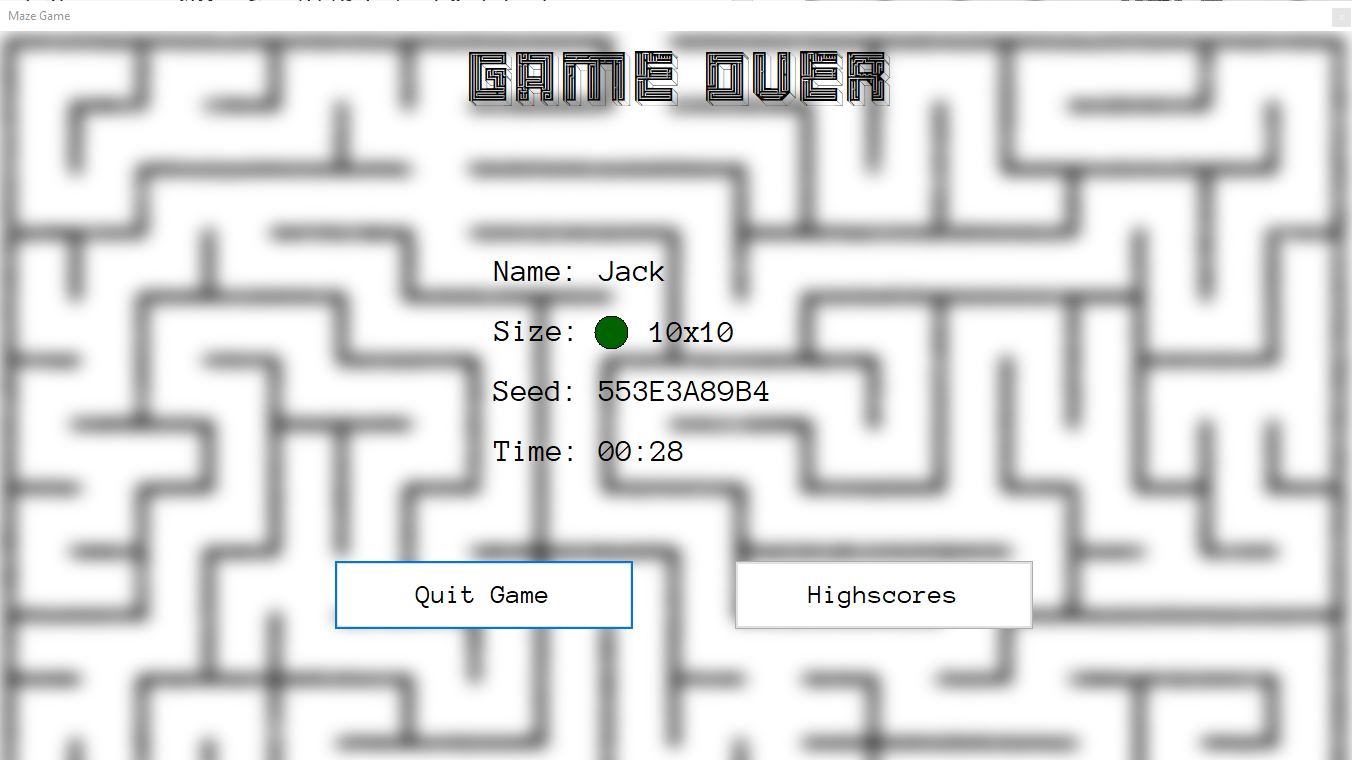 Maze Game
x
GAME OVER
Name: Jack
Size: 10x10
Seed: 553E3A89B4
Time: 00:28
Quit Game
Highscores